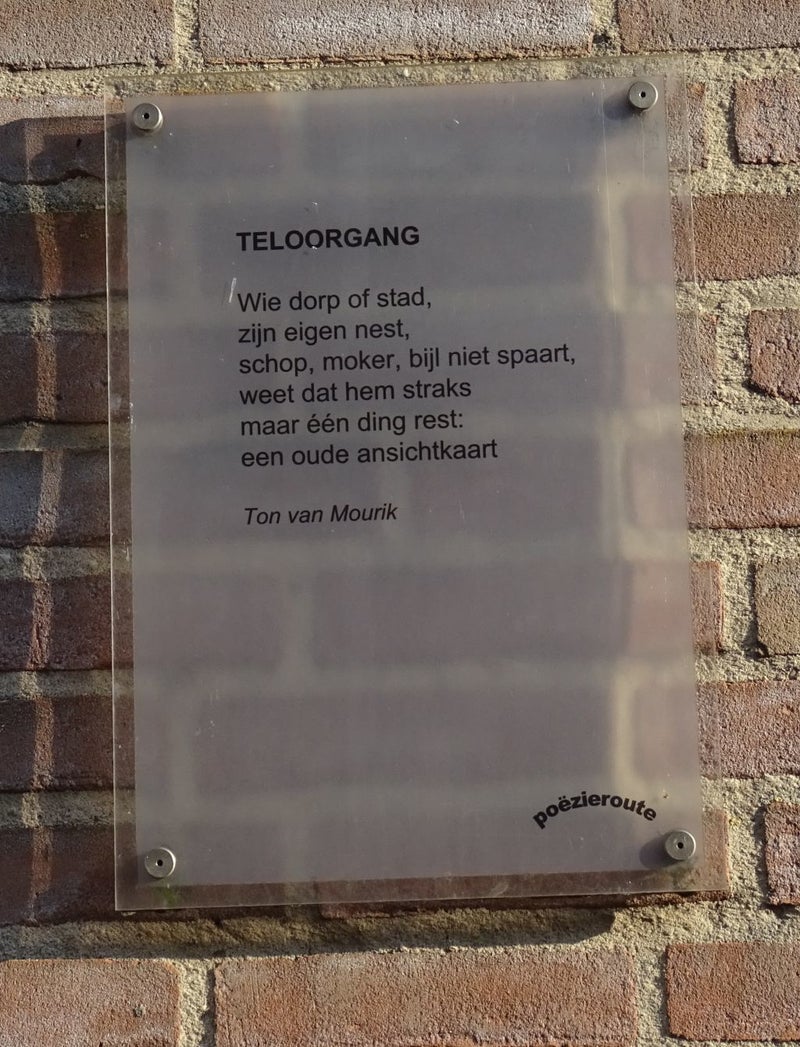 TELOORGANG
Wie dorp of stad,
zijn eigen nest,
schop, moker, bijl niet spaart,
weet dat hem straks
maar één ding rest:
een oude ansichtkaart
Ton van Mourik
poëzieroute